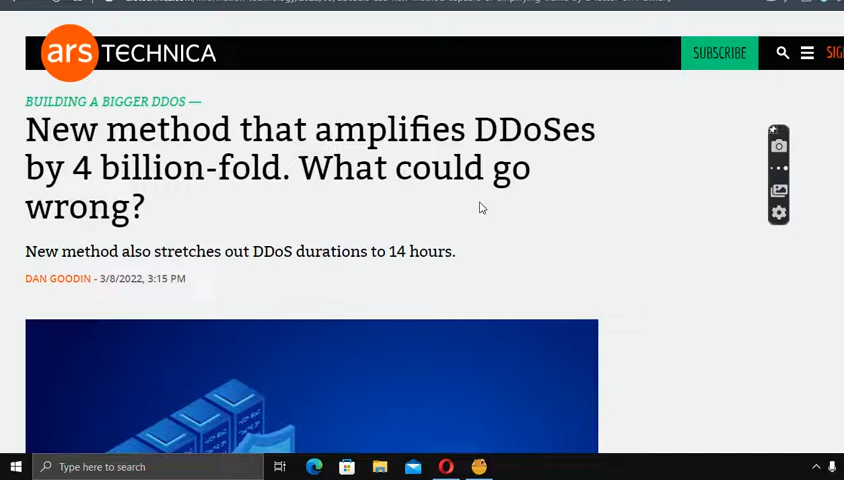 ars TECHNICA
SUBSCRIBE
BUILDING A BIGGER DDOS —
New method that amplifies DDoSes
by 4 billion-fold. What could go
wrong?
New method also stretches out DDoS durations to 14 hours.
DAN GOODIN - 3/8/2022, 3:15 PM
Type here to search